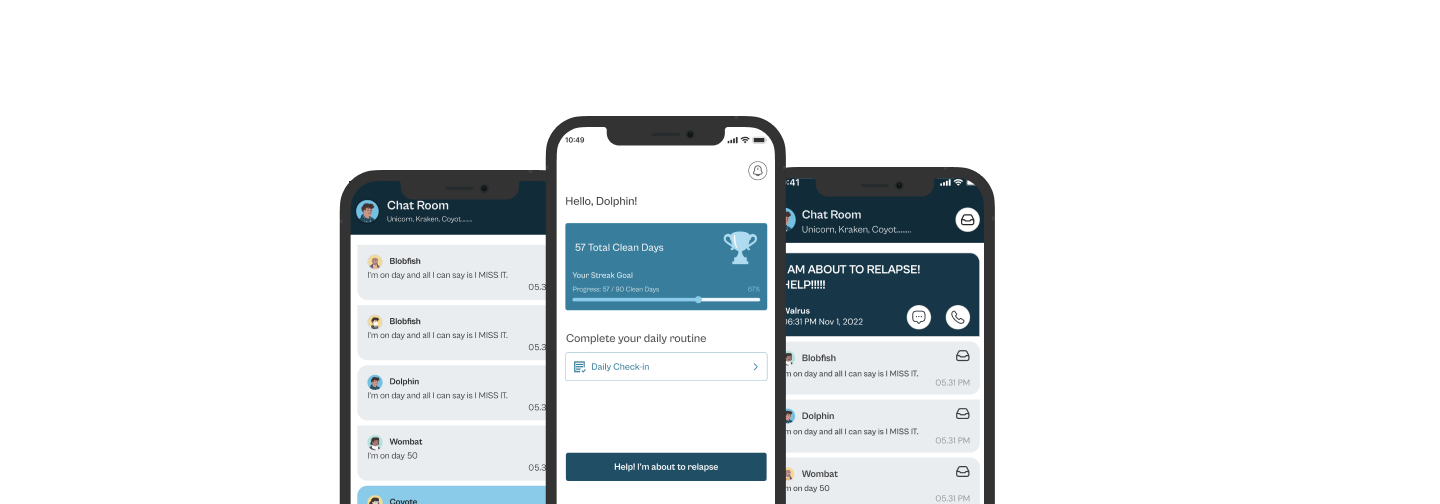 Chat Room
Unicorn, Kraken, Coyot.......
Blobfish
I'm on day and all I can say is I MISS IT.
05.3
Blobfish
I'm on day and all I can say is I MISS IT.
05.3
Dolphin
I'm on day and all I can say is I MISS IT.
05.3
Wombat
I'm on day 50
05.3
Coyote
10:49
Hello, Dolphin!
57 Total Clean Days
Your Streak Goal
Progress: 57 / 90 Clean Days
67%
Complete your daily routine
Daily Check-in
Help! I'm about to relapse
:41
Chat Room
Unicorn, Kraken, Coyot........
AM ABOUT TO RELAPSE!
HELP!!!!!
Walrus
06:31 PM Nov 1, 2022
Blobfish
m on day and all I can say is I MISS IT.
05.31 PM
Dolphin
m on day and all I can say is I MISS IT.
05.31 PM
Wombat
m on day 50
05.31 PM